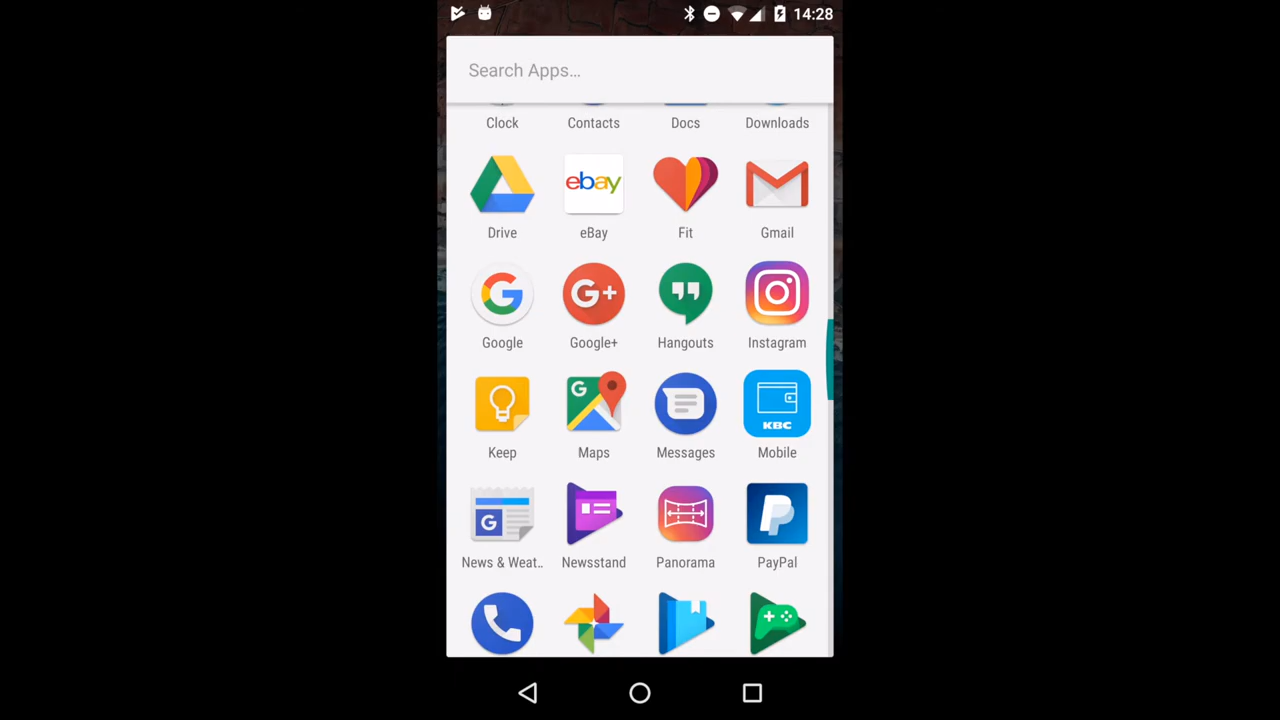 14:28
Search Apps...
Clock Contacts Docs Downloads
ebay
Drive eBay Fit Gmail
G G+
Google Google+ Hangouts Instagram
G KBC
Keep Maps Messages Mobile
G
News & Weat.. Newsstand Panorama PayPal